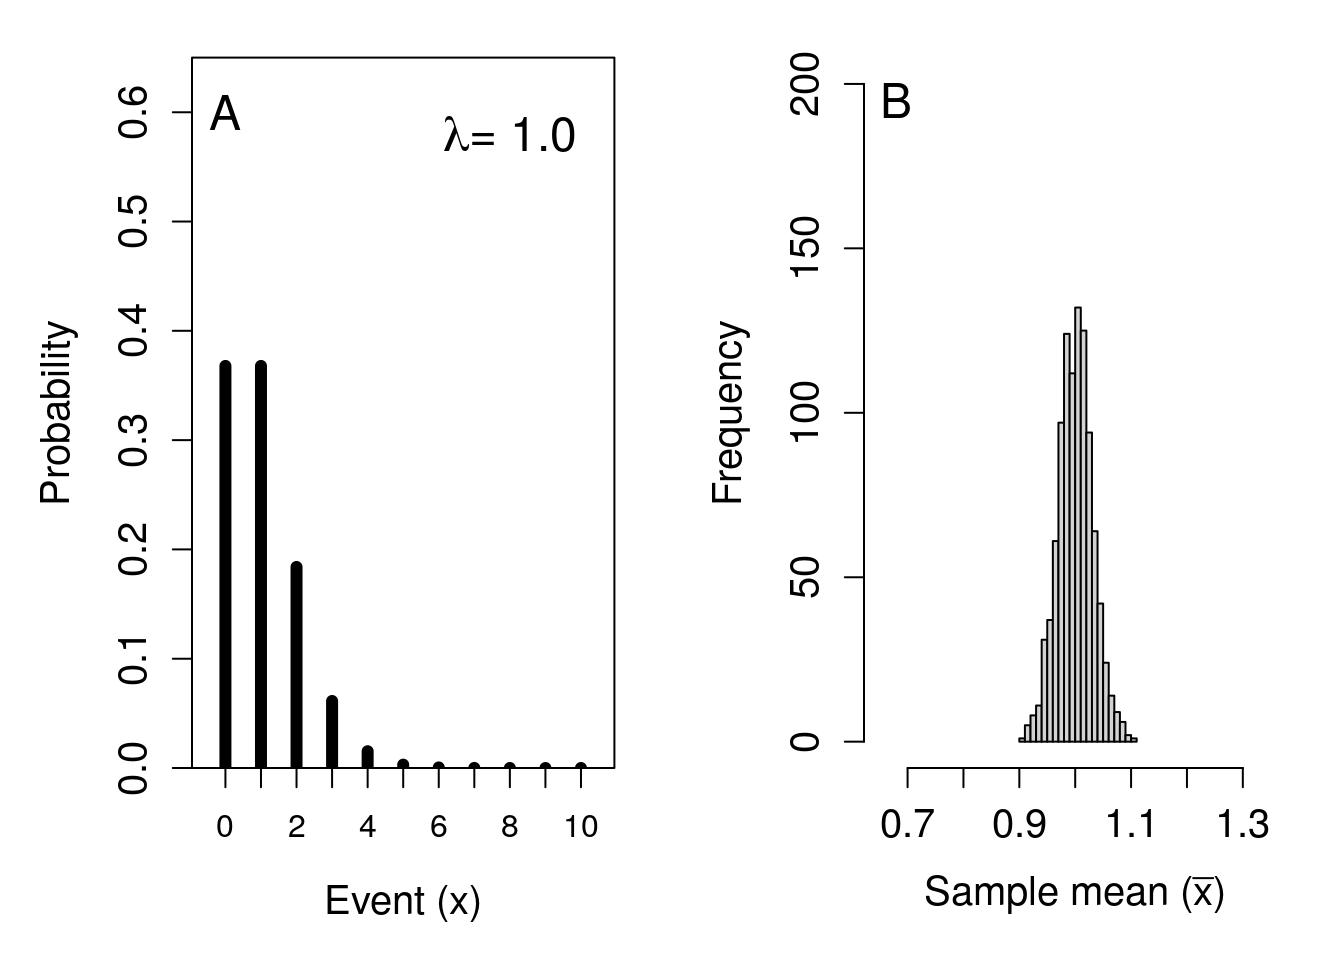 A
λ= 1.0
Probability
0.0 0.1 0.2 0.3 0.4 0.5 0.6
0 2 4 6 8 10
Event (x)
B
Frequency
0 50 100 150 200
0.7 0.9 1.1 1.3
Sample mean (x̅)